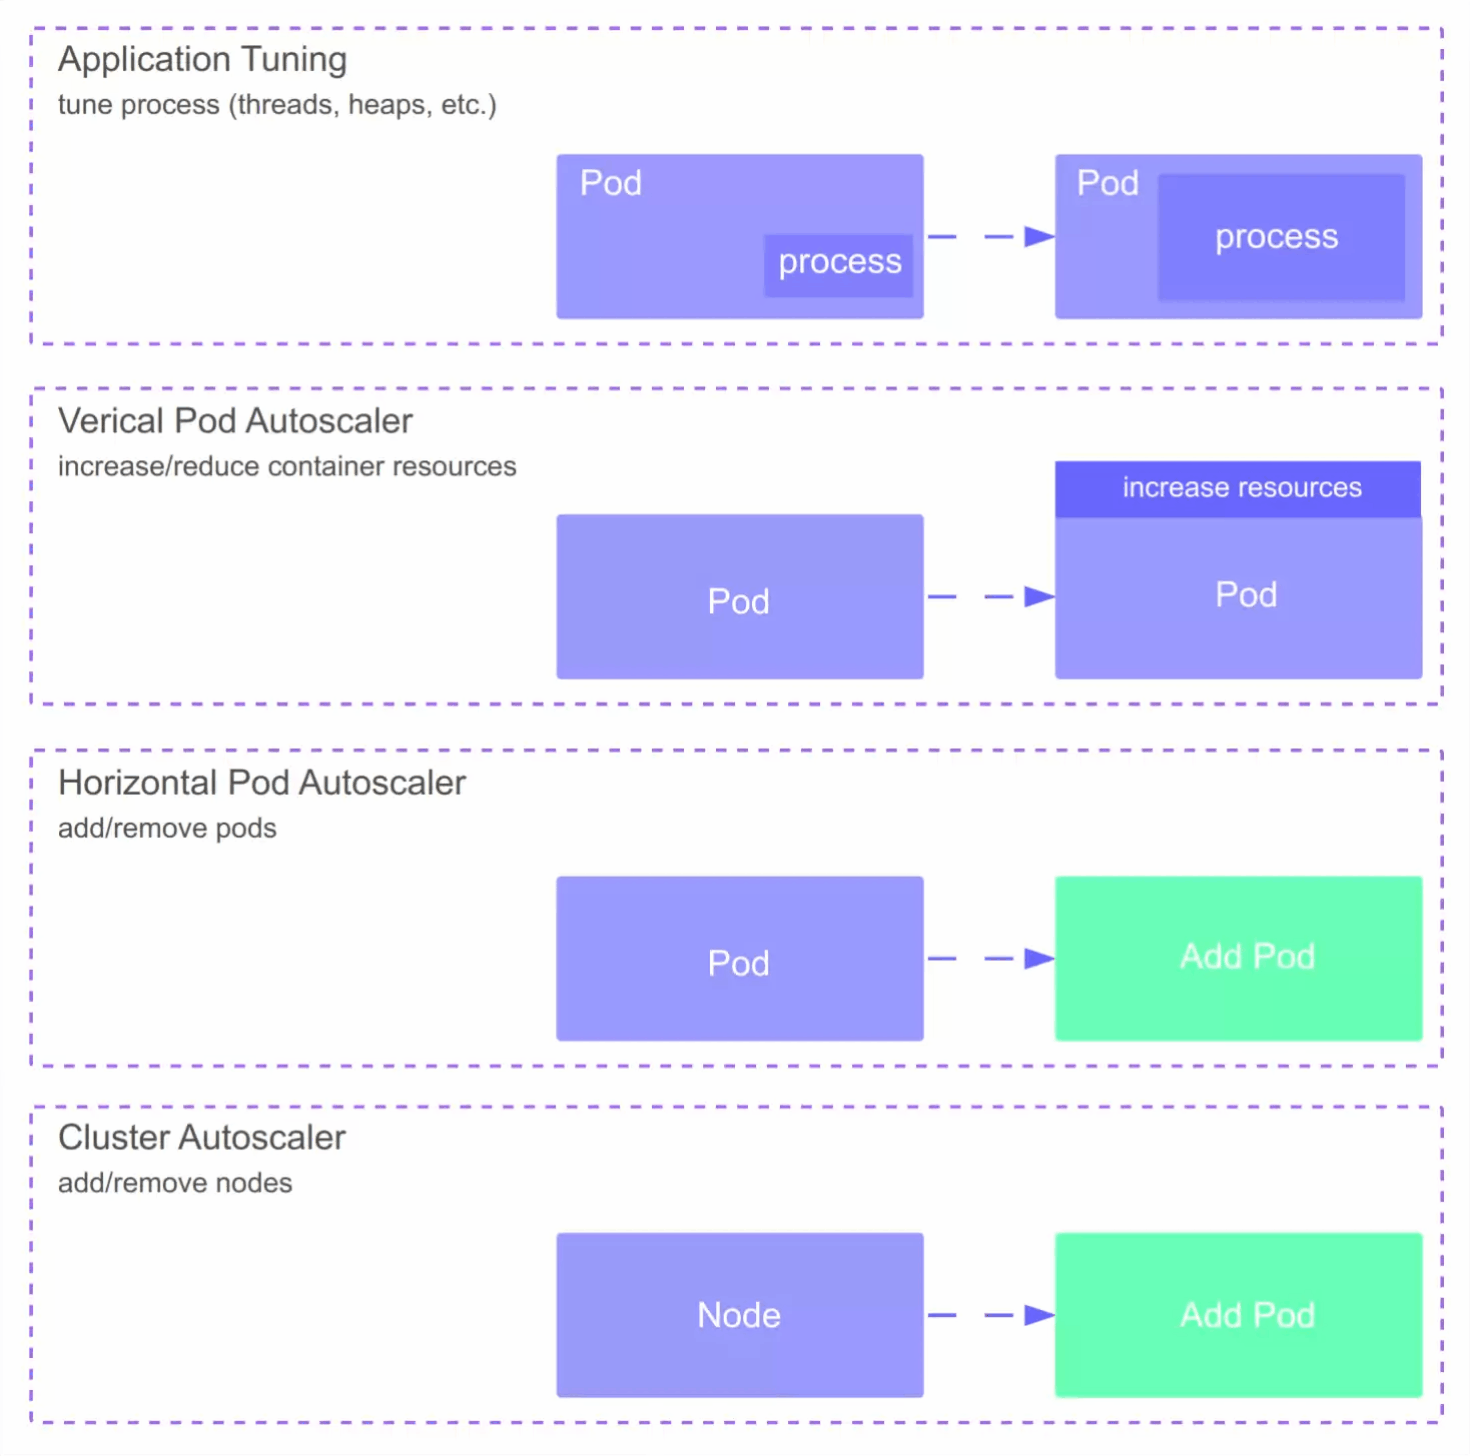 Application Tuning
tune process (threads, heaps, etc.)
Pod
process
Pod
process
Verical Pod Autoscaler
increase/reduce container resources
increase resources
Pod
Pod
Horizontal Pod Autoscaler
add/remove pods
Pod
Add Pod
Cluster Autoscaler
add/remove nodes
Node
Add Pod